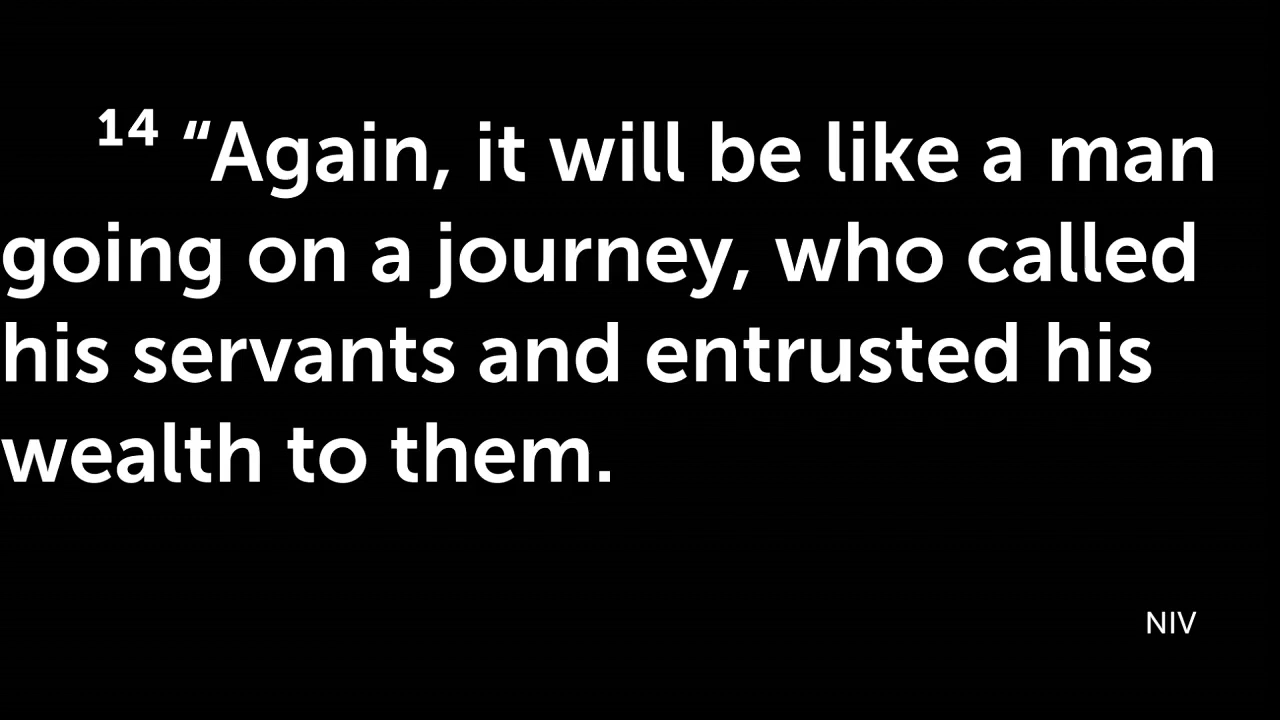 ¹⁴ “Again, it will be like a man
going on a journey, who called
his servants and entrusted his
wealth to them.
NIV